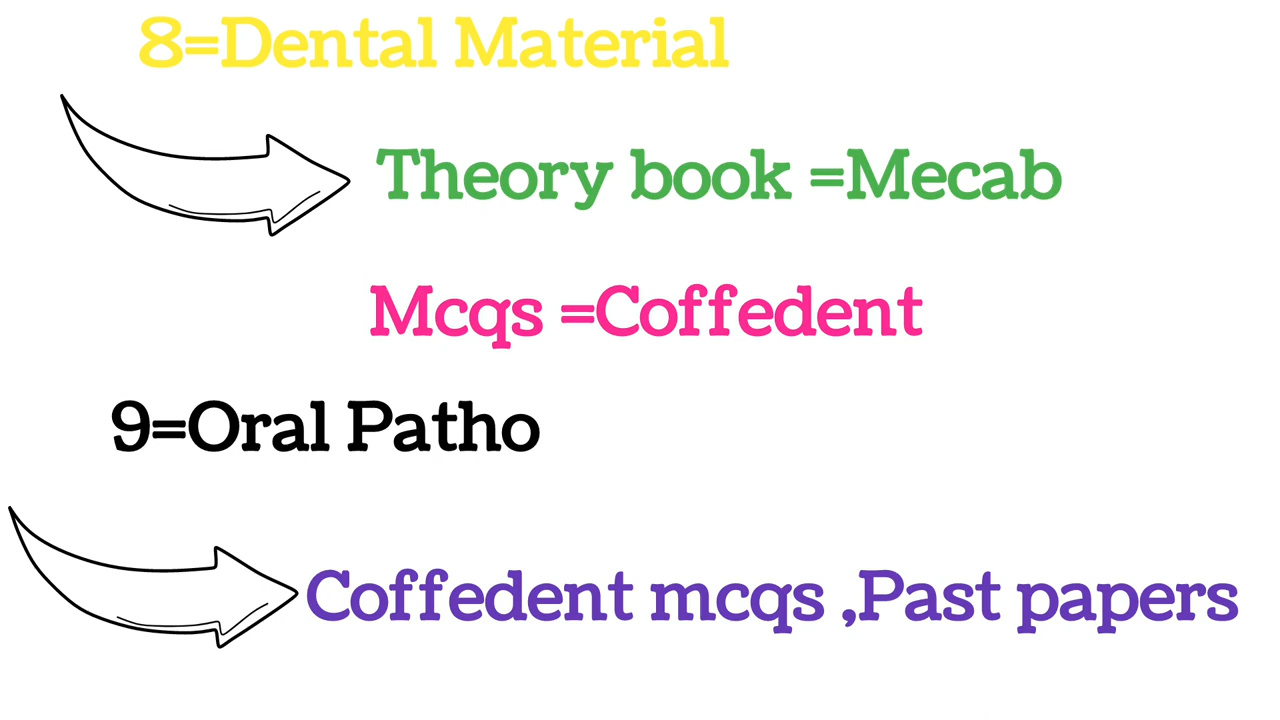 8=Dental Material
Theory book =Mecab
Mcqs =Coffedent
9=Oral Patho
Coffedent mcqs ,Past papers